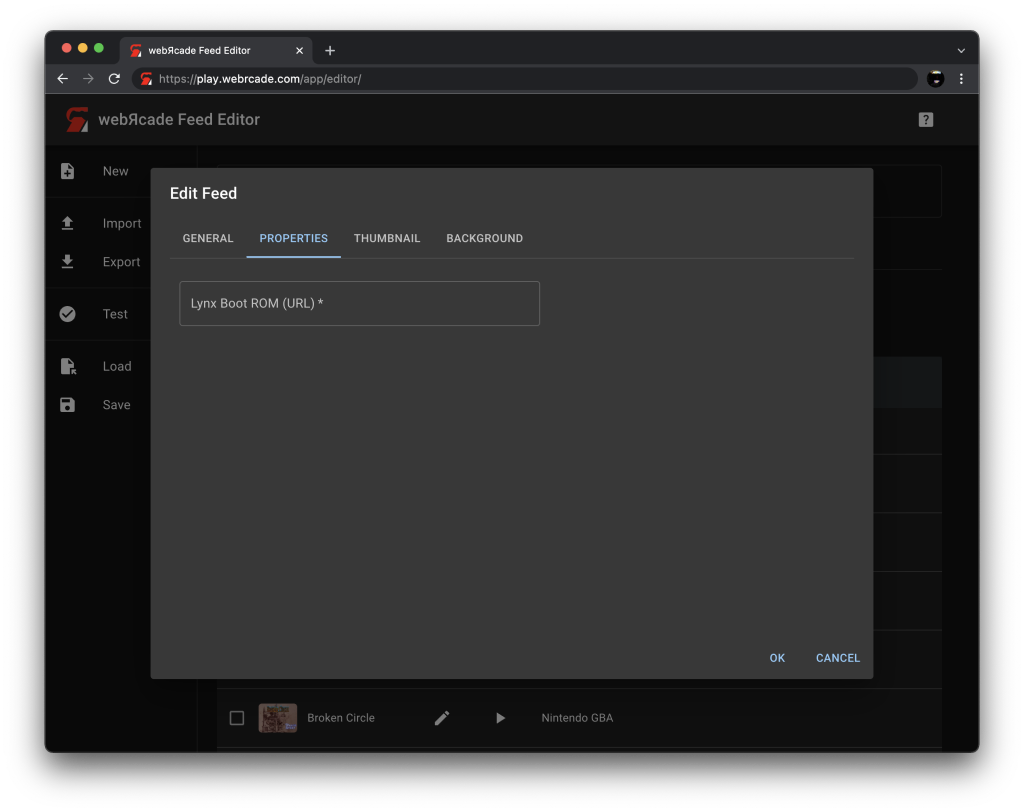 webЯcade Feed Editor
https://play.webrcade.com/app/editor/
webЯcade Feed Editor
?
New
Import
Export
Test
Load
Save
Edit Feed
GENERAL PROPERTIES THUMBNAIL BACKGROUND
Lynx Boot ROM (URL) *
OK CANCEL
Broken Circle Nintendo GBA